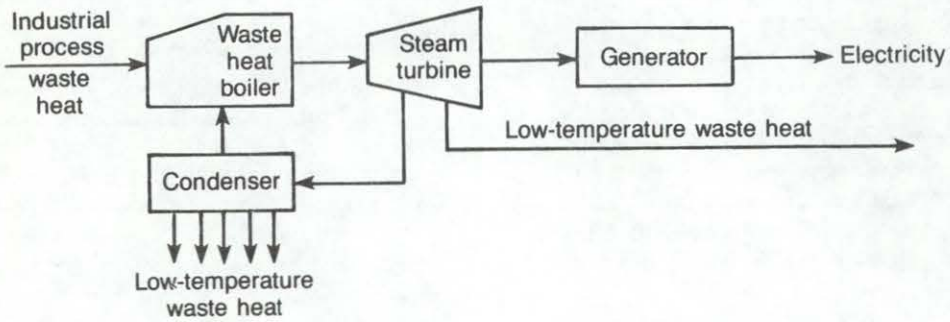 Industrial
process
waste
heat
Waste
heat
boiler
Steam
turbine
Generator
Electricity
Low-temperature waste heat
Condenser
Low-temperature
waste heat